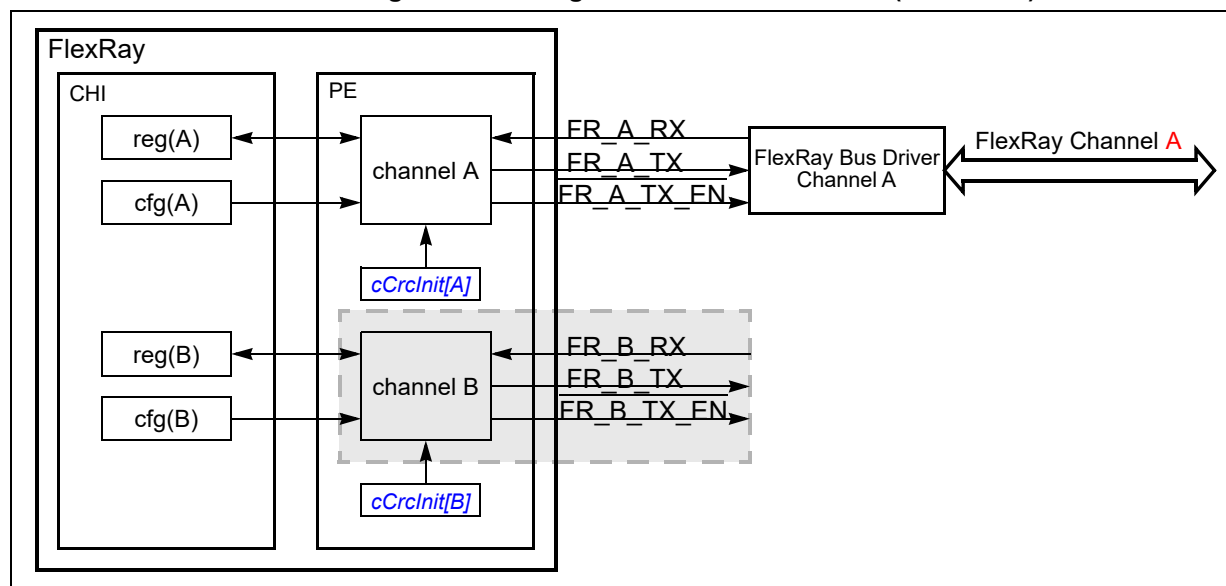 FlexRay
CHI
PE
reg(A)
cfg(A)
channel A
cCrcInit[A]
FR_A_RX
FR_A_TX
FR_A_TX_EN
FlexRay Bus Driver
Channel A
FlexRay Channel A
reg(B)
cfg(B)
channel B
cCrcInit[B]
FR_B_RX
FR_B_TX
FR_B_TX_EN